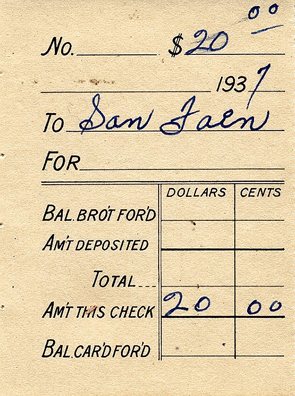 No. $20 00
1937
To San Faen
FOR
DOLLARS CENTS
BAL. BRO'T FOR'D
AM'T DEPOSITED
TOTAL
AM'T THIS CHECK 20 00
BAL. CAR'D FOR'D